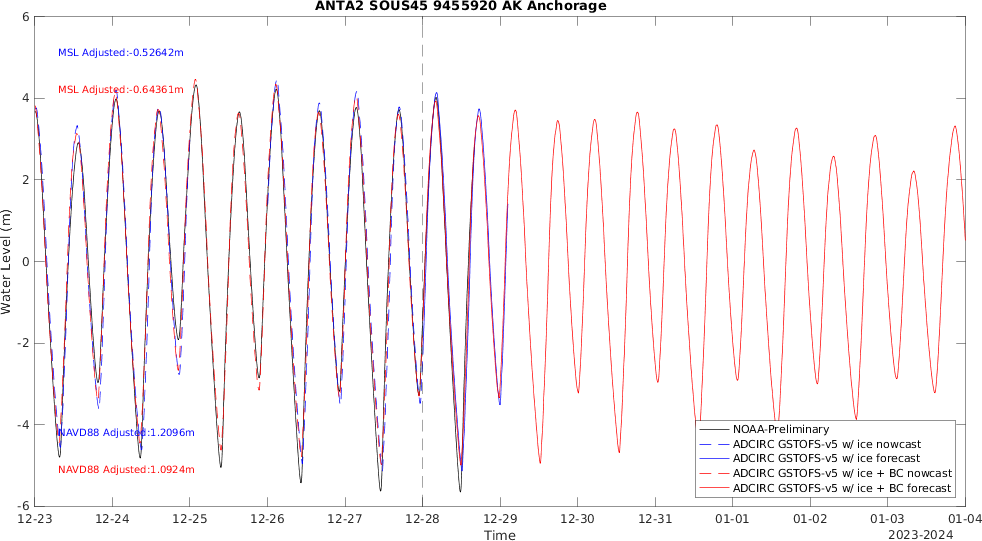 ANTA2 SOUS45 9455920 AK Anchorage
6
MSL Adjusted:-0.52642m
MSL Adjusted:-0.64361m
4
2
0
Water Level (m)
-2
-4
NAVD88 Adjusted:1.2096m
NAVD88 Adjusted:1.0924m
NOAA-Preliminary
ADCIRC GSTOFS-v5 w/ ice nowcast
ADCIRC GSTOFS-v5 w/ ice forecast
ADCIRC GSTOFS-v5 w/ ice + BC nowcast
ADCIRC GSTOFS-v5 w/ ice + BC forecast
-6
12-23 12-24 12-25 12-26 12-27 12-28 12-29 12-30 12-31 01-01 01-02 01-03 01-04
Time
2023-2024